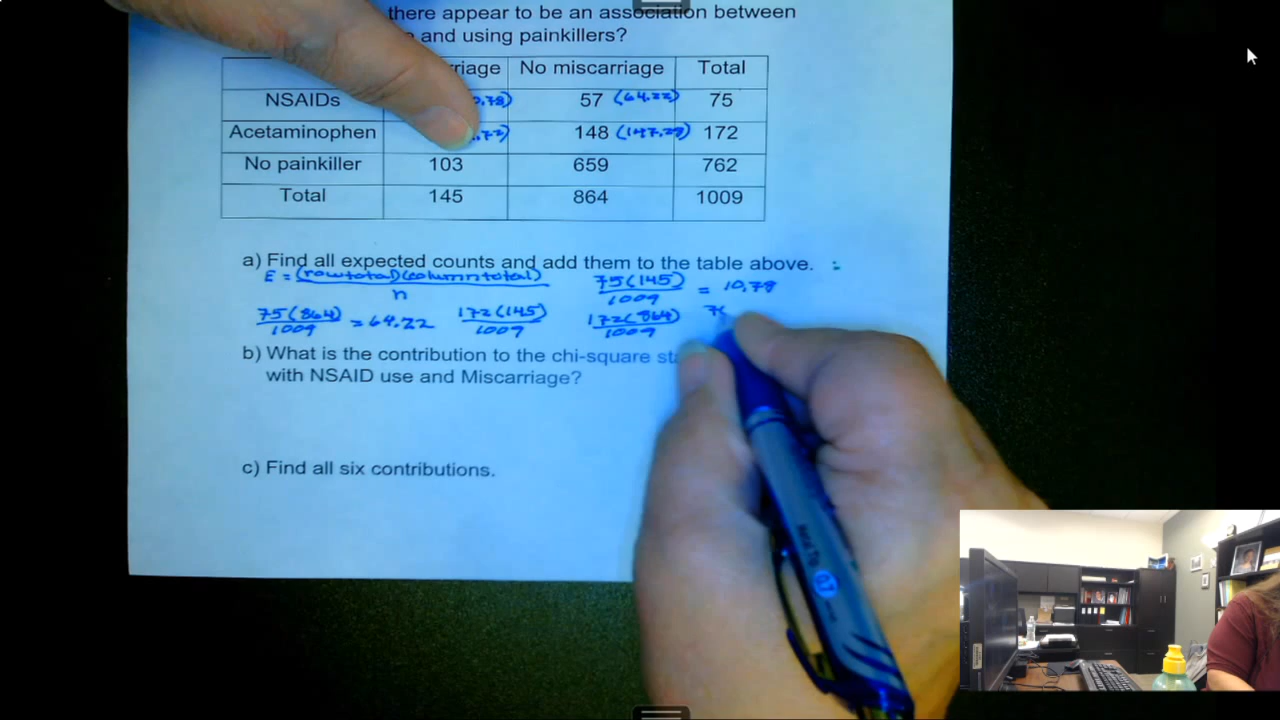 there appear to be an association between
and using painkillers?
riage No miscarriage Total
NSAIDs .78) 57 (64.22) 75
Acetaminophen .72) 148 (147.28) 172
No painkiller 103 659 762
Total 145 864 1009
a) Find all expected counts and add them to the table above. :
E = (row total)(column total) / n
75(145) / 1009 = 10.78
75(864) / 1009 = 64.22 172(145) / 1009 172(864) / 1009 76
b) What is the contribution to the chi-square
with NSAID use and Miscarriage?
c) Find all six contributions.